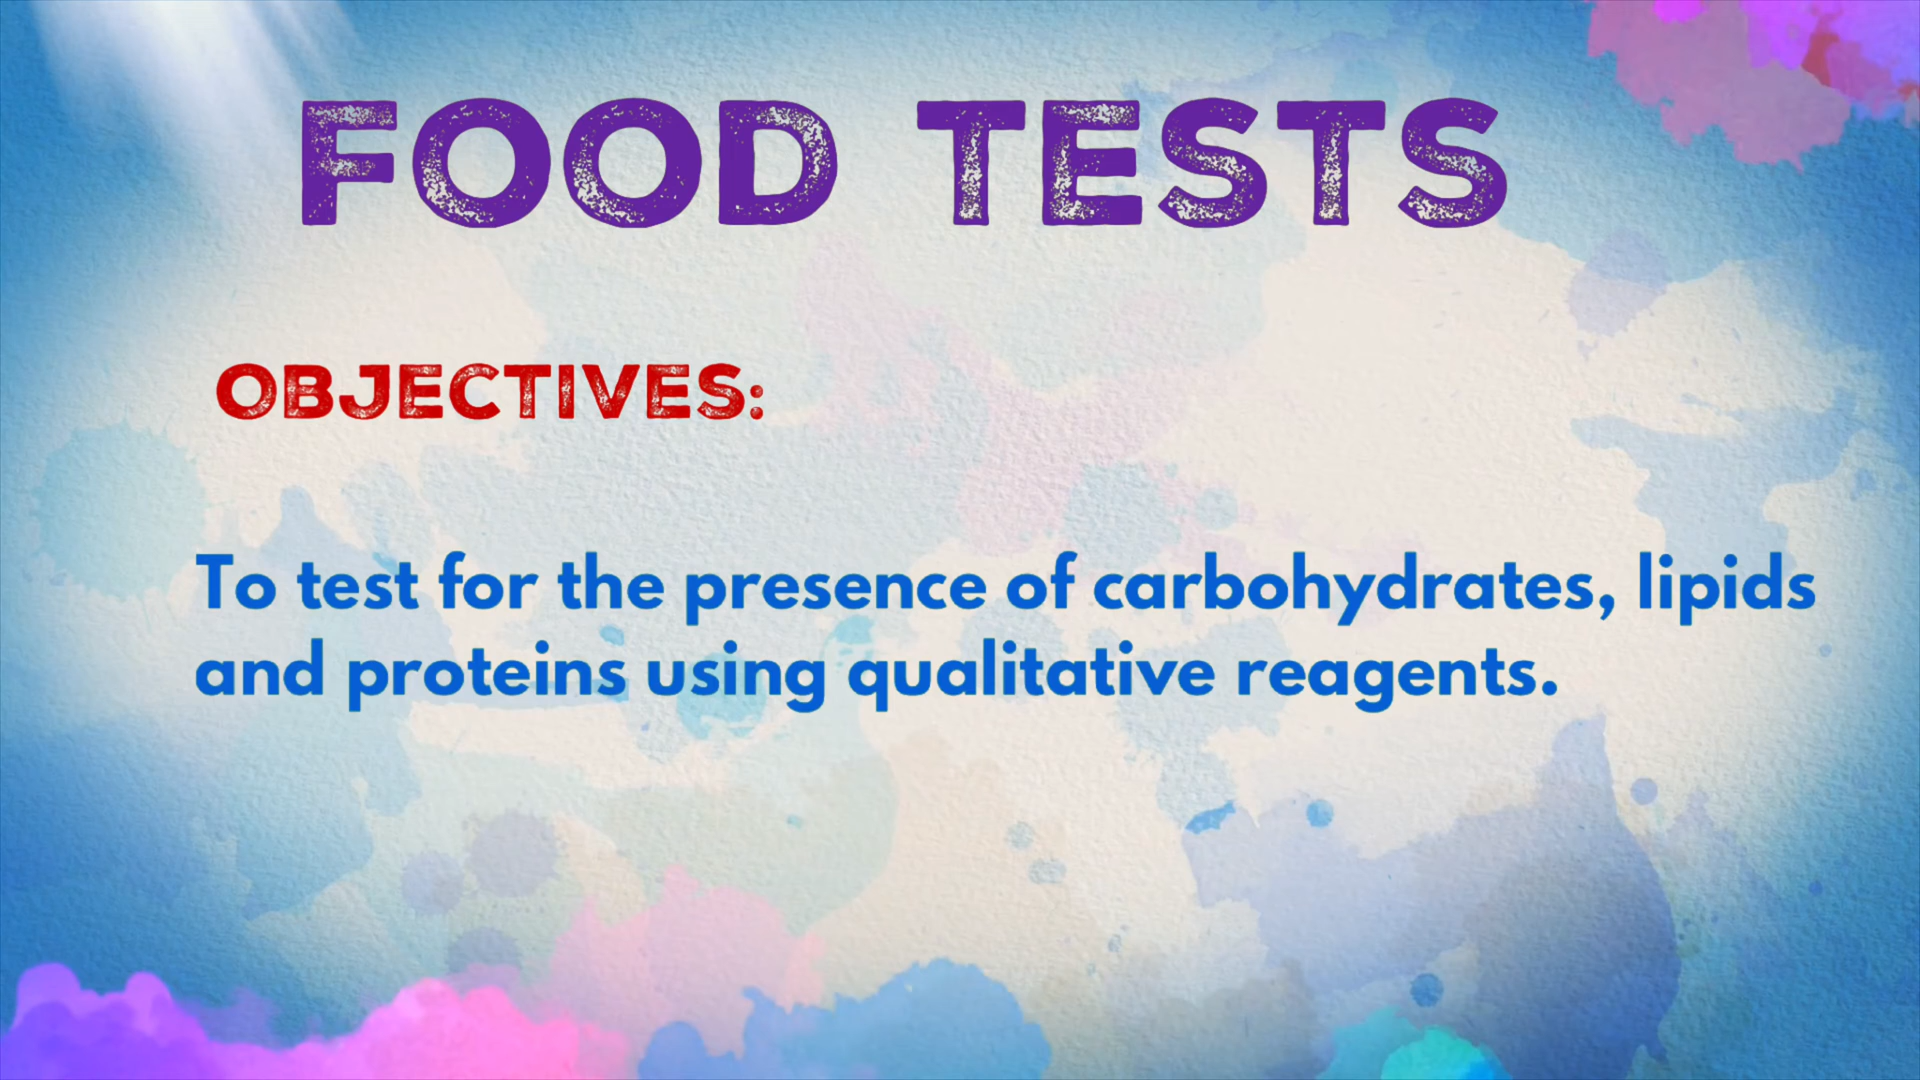 FOOD TESTS
OBJECTIVES:
To test for the presence of carbohydrates, lipids
and proteins using qualitative reagents.